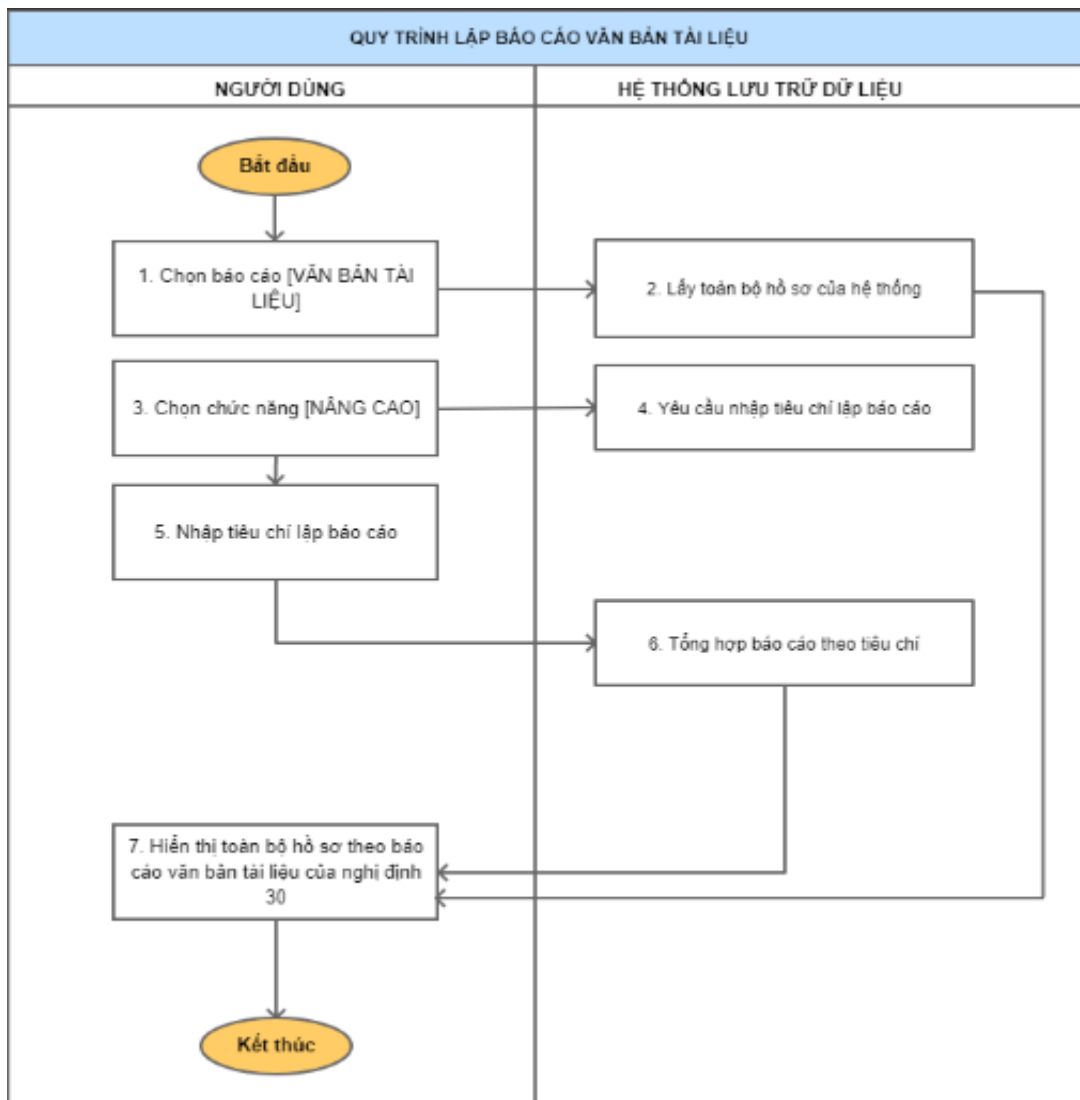 QUY TRÌNH LẬP BÁO CÁO VĂN BẢN TÀI LIỆU
NGƯỜI DÙNG
HỆ THỐNG LƯU TRỮ DỮ LIỆU
Bắt đầu
1. Chọn báo cáo [VĂN BẢN TÀI
LIỆU]
2. Lấy toàn bộ hồ sơ của hệ thống
3. Chọn chức năng [NÂNG CAO]
4. Yêu cầu nhập tiêu chí lập báo cáo
5. Nhập tiêu chí lập báo cáo
6. Tổng hợp báo cáo theo tiêu chí
7. Hiển thị toàn bộ hồ sơ theo báo
cáo văn bản tài liệu của nghị định
30
Kết thúc